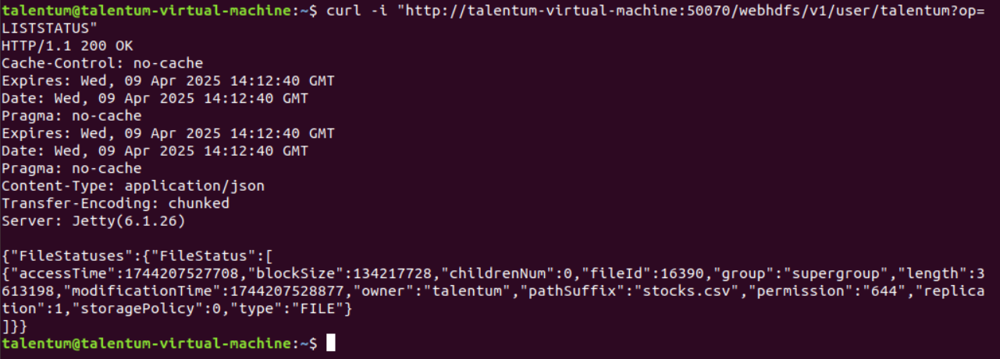 talentum@talentum-virtual-machine:~$ curl -i "http://talentum-virtual-machine:50070/webhdfs/v1/user/talentum?op=
LISTSTATUS"
HTTP/1.1 200 OK
Cache-Control: no-cache
Expires: Wed, 09 Apr 2025 14:12:40 GMT
Date: Wed, 09 Apr 2025 14:12:40 GMT
Pragma: no-cache
Expires: Wed, 09 Apr 2025 14:12:40 GMT
Date: Wed, 09 Apr 2025 14:12:40 GMT
Pragma: no-cache
Content-Type: application/json
Transfer-Encoding: chunked
Server: Jetty(6.1.26)

{"FileStatuses":{"FileStatus":[
{"accessTime":1744207527708,"blockSize":134217728,"childrenNum":0,"fileId":16390,"group":"supergroup","length":3
613198,"modificationTime":1744207528877,"owner":"talentum","pathSuffix":"stocks.csv","permission":"644","replica
tion":1,"storagePolicy":0,"type":"FILE"}
]}}
talentum@talentum-virtual-machine:~$